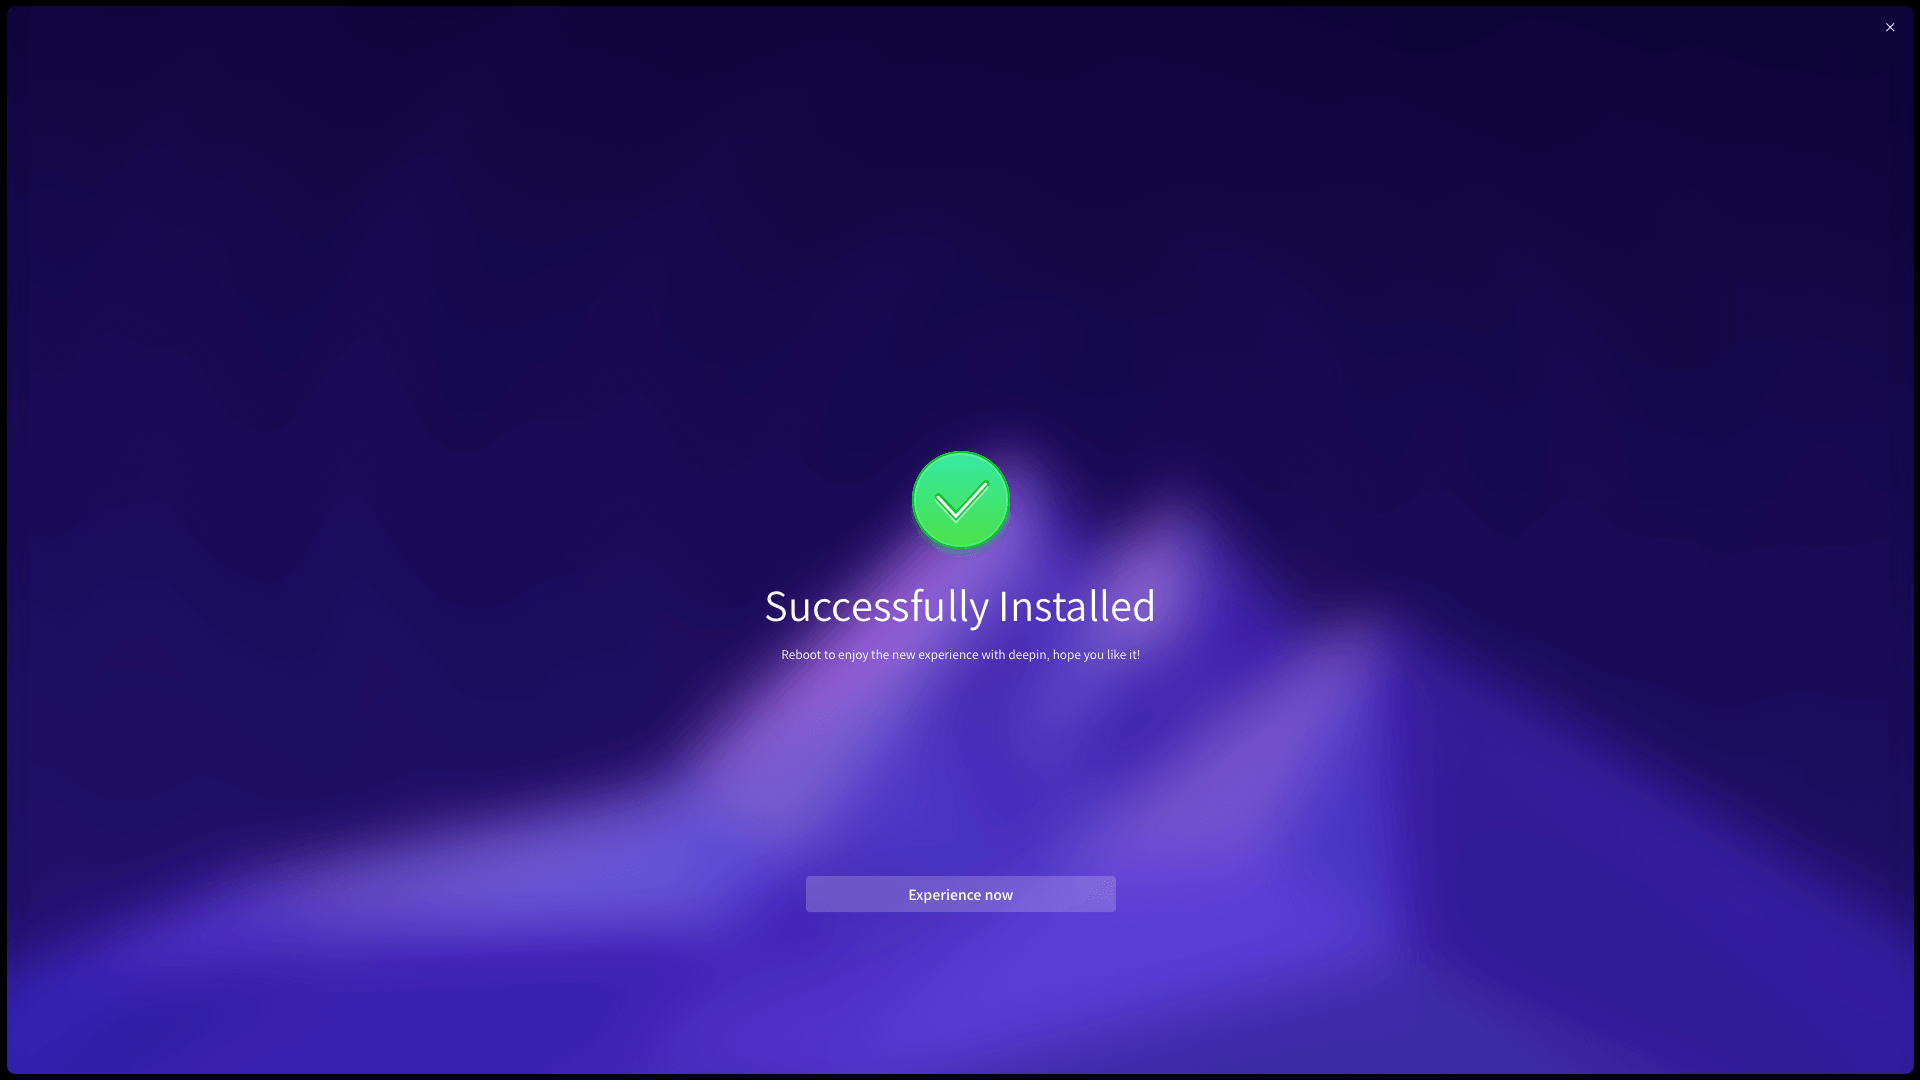 Successfully Installed
Reboot to enjoy the new experience with deepin, hope you like it!
Experience now